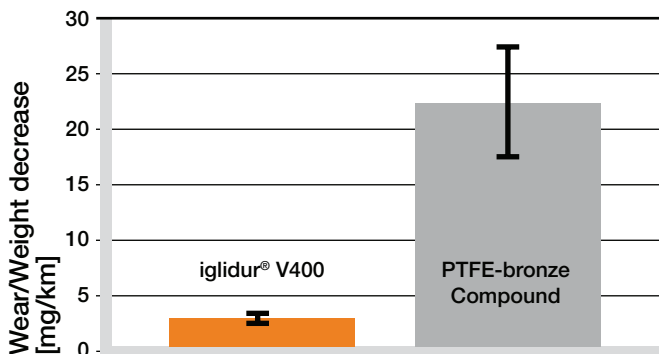 Wear/Weight decrease
[mg/km]
30
25
20
15
10
5
0
iglidur® V400
PTFE-bronze
Compound